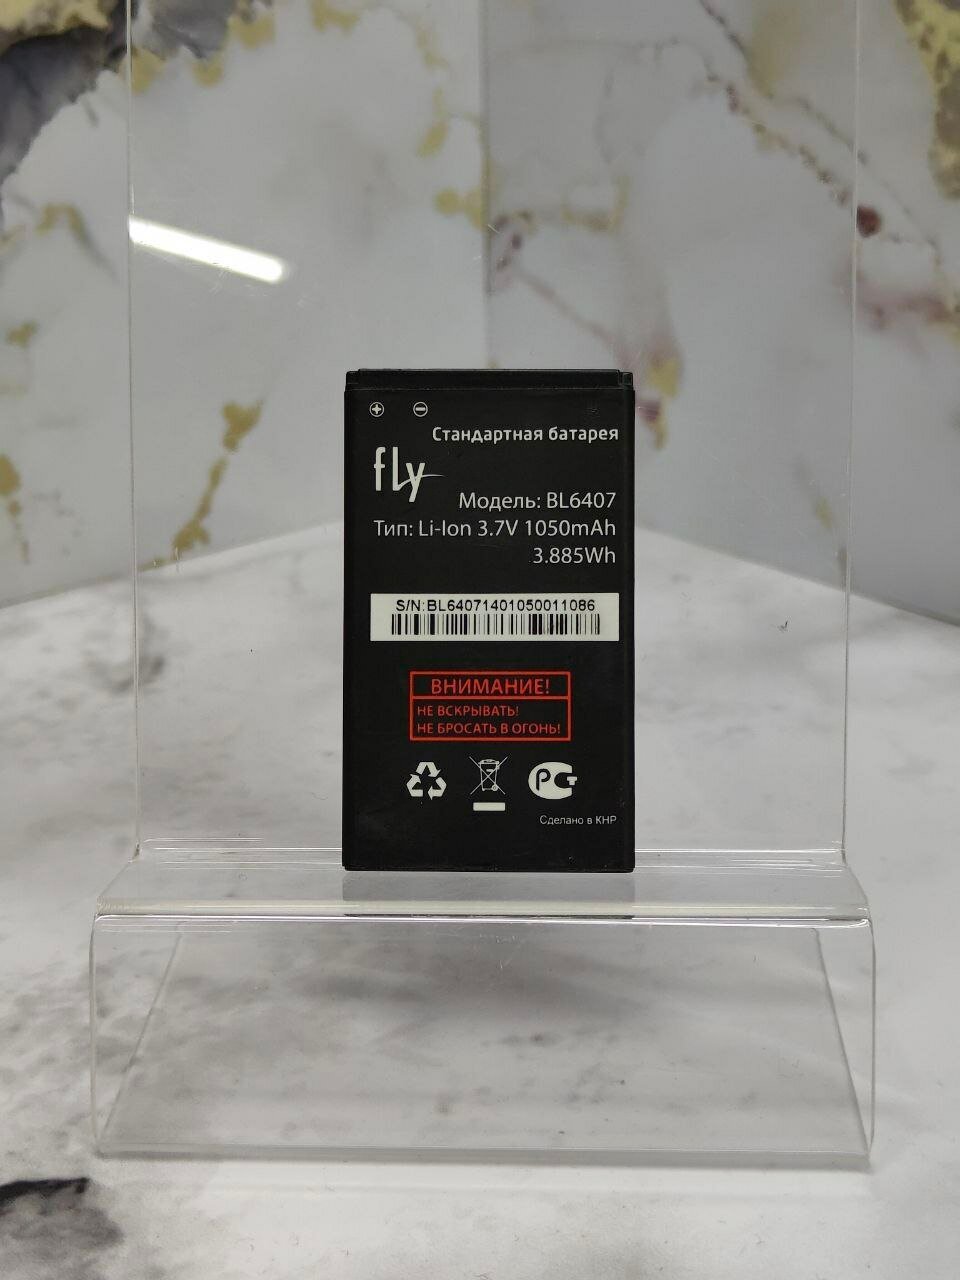 Стандартная батарея
fly
Модель: BL6407
Тип: Li-Ion 3.7V 1050mAh
3.885Wh
S/N:BL64071401050011086
ВНИМАНИЕ!
НЕ ВСКРЫВАТЬ!
НЕ БРОСАТЬ В ОГОНЬ!
Сделано в КНР